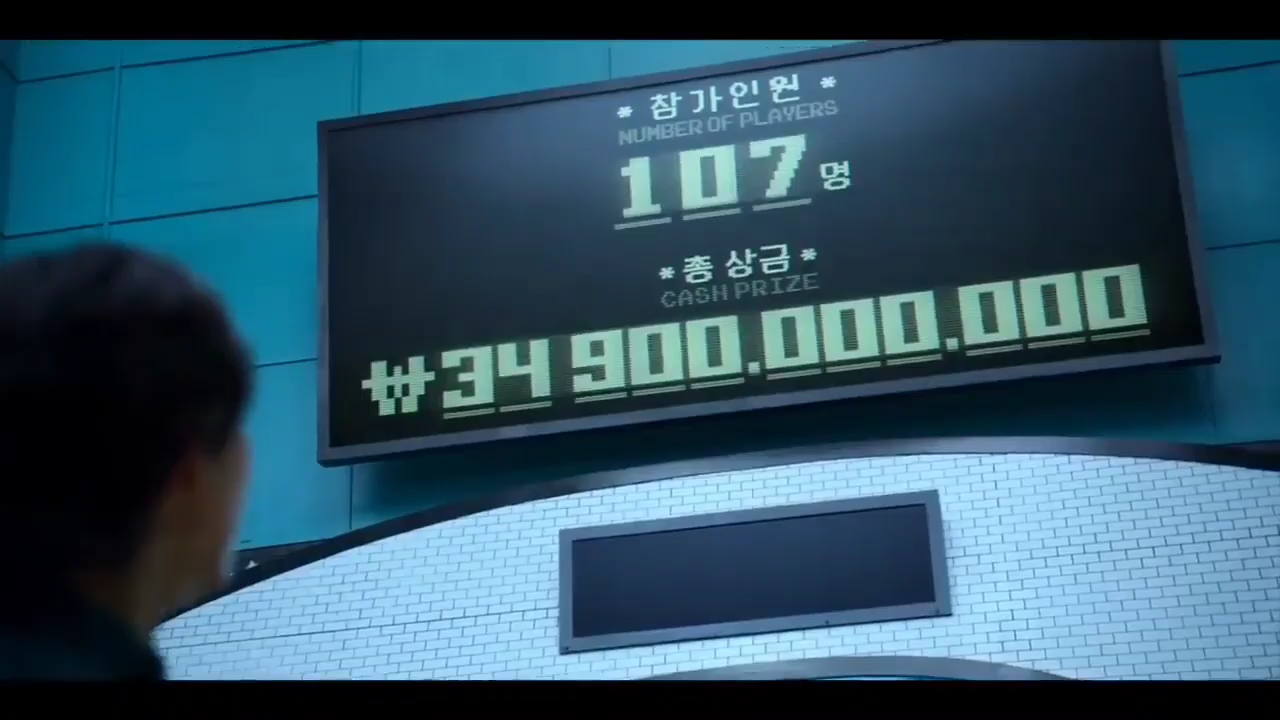 * 참가인원 *
NUMBER OF PLAYERS
107 명
* 총 상금 *
CASH PRIZE
₩34 900.000.000